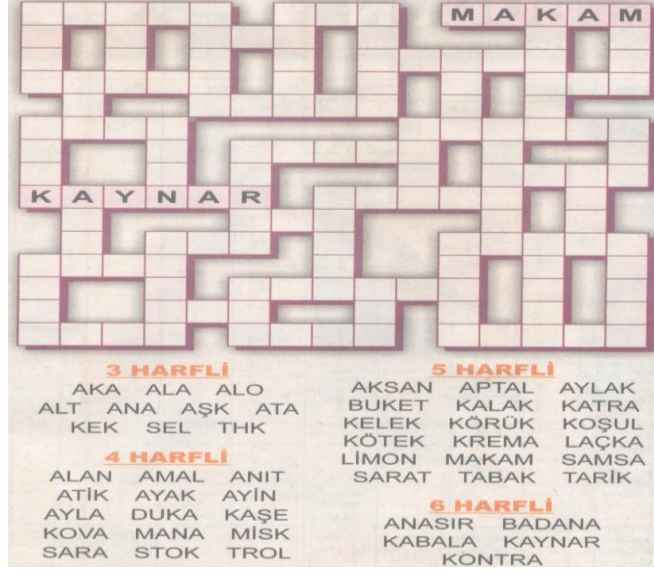 MAKAM
KAYNAR
3 HARFLİ
AKA ALA ALO
ALT ANA AŞK ATA
KEK SEL THK
4 HARFLİ
ALAN AMAL ANIT
ATİK AYAK AYİN
AYLA DUKA KAŞE
KOVA MANA MİSK
SARA STOK TROL
5 HARFLİ
AKSAN APTAL AYLAK
BUKET KALAK KATRA
KELEK KÖRÜK KOŞUL
KÖTEK KREMA LAÇKA
LİMON MAKAM SAMSA
SARAT TABAK TARİK
6 HARFLİ
ANASIR BADANA
KABALA KAYNAR
KONTRA